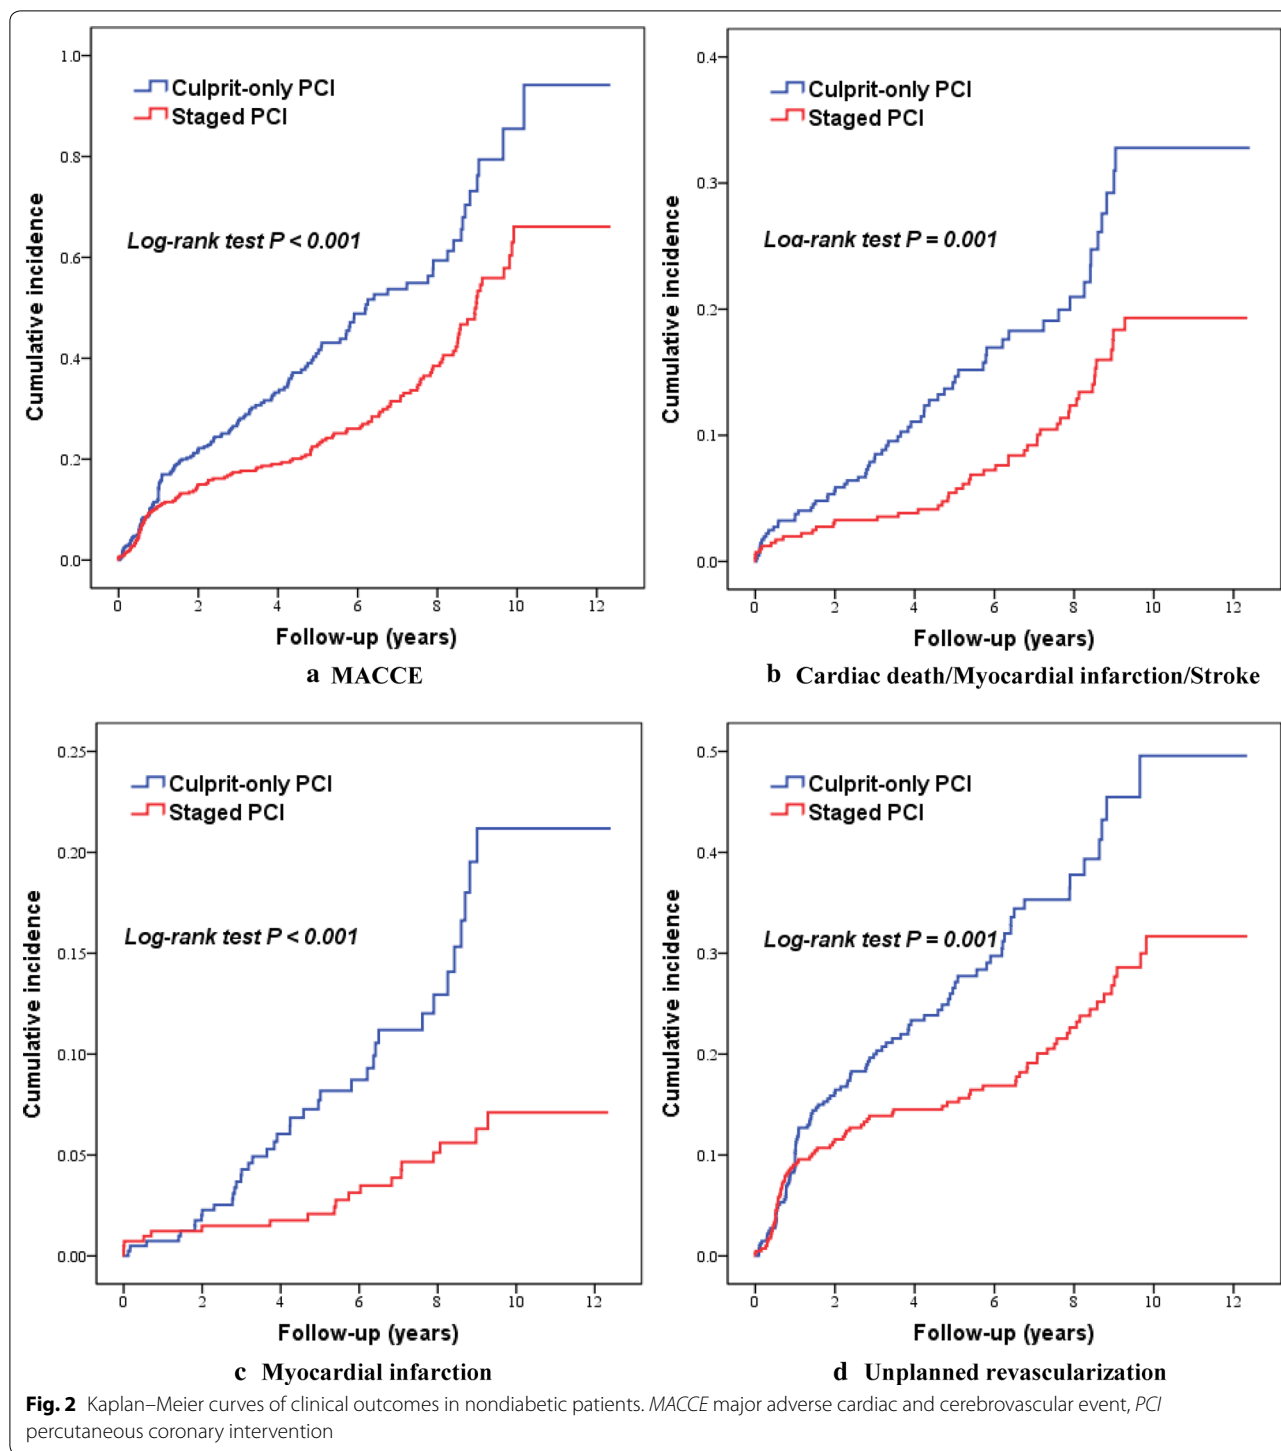 1.0
0.8
0.6
0.4
0.2
0.0
Cumulative incidence
Culprit-only PCI
Staged PCI
Log-rank test P < 0.001
0 2 4 6 8 10 12
Follow-up (years)
a MACCE
0.4
0.3
0.2
0.1
0.0
Cumulative incidence
Culprit-only PCI
Staged PCI
Log-rank test P = 0.001
0 2 4 6 8 10 12
Follow-up (years)
b Cardiac death/Myocardial infarction/Stroke
0.25
0.20
0.15
0.10
0.05
0.00
Cumulative incidence
Culprit-only PCI
Staged PCI
Log-rank test P < 0.001
0 2 4 6 8 10 12
Follow-up (years)
c Myocardial infarction
0.5
0.4
0.3
0.2
0.1
0.0
Cumulative incidence
Culprit-only PCI
Staged PCI
Log-rank test P = 0.001
0 2 4 6 8 10 12
Follow-up (years)
d Unplanned revascularization
Fig. 2 Kaplan–Meier curves of clinical outcomes in nondiabetic patients. MACCE major adverse cardiac and cerebrovascular event, PCI
percutaneous coronary intervention